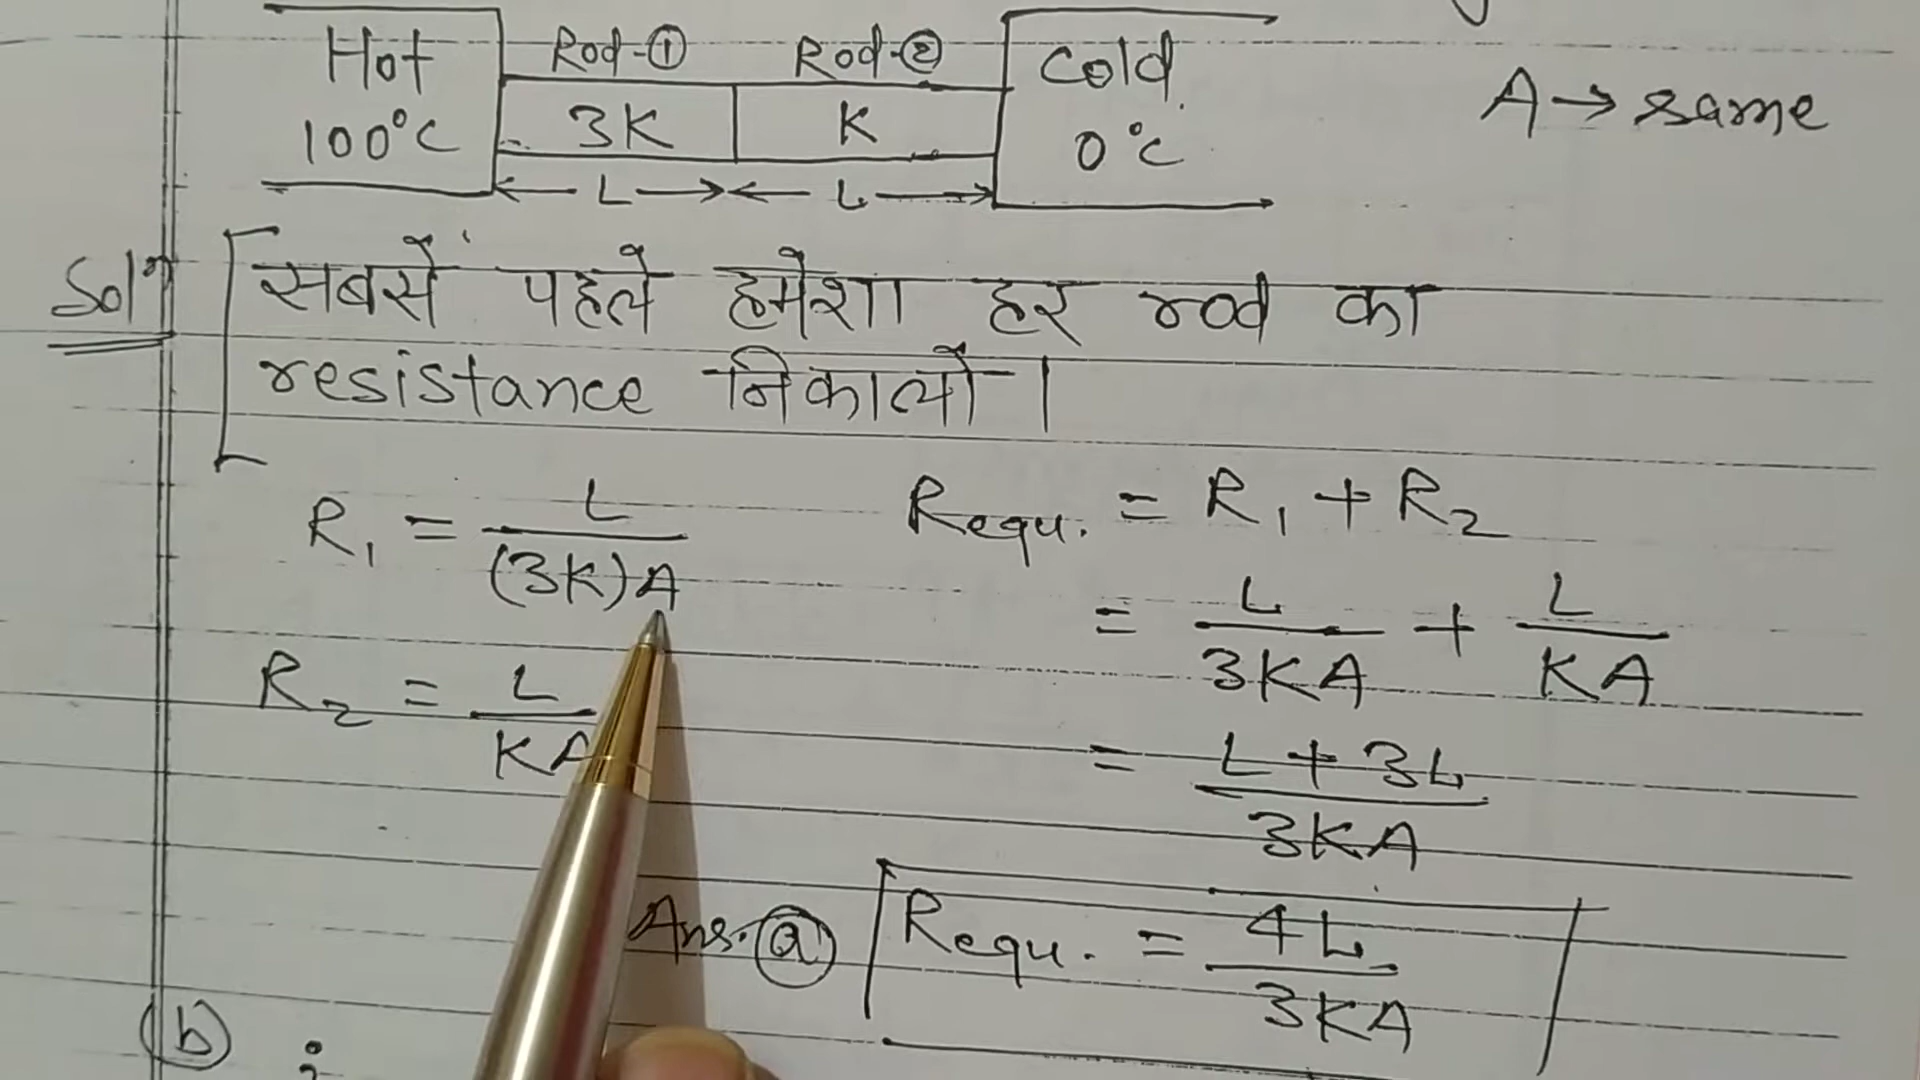 Hot Rod-① Rod-② Cold
A → same
100°C 3K K 0°C
L L
Solⁿ सबसे पहले हमेशा हर rod का
resistance निकालो ।
R₁ = L/(3K)A
R₂ = L/KA
Requ. = R₁ + R₂
= L/3KA + L/KA
= L + 3L/3KA
Ans. ⓐ Requ. = 4L/3KA
(b)